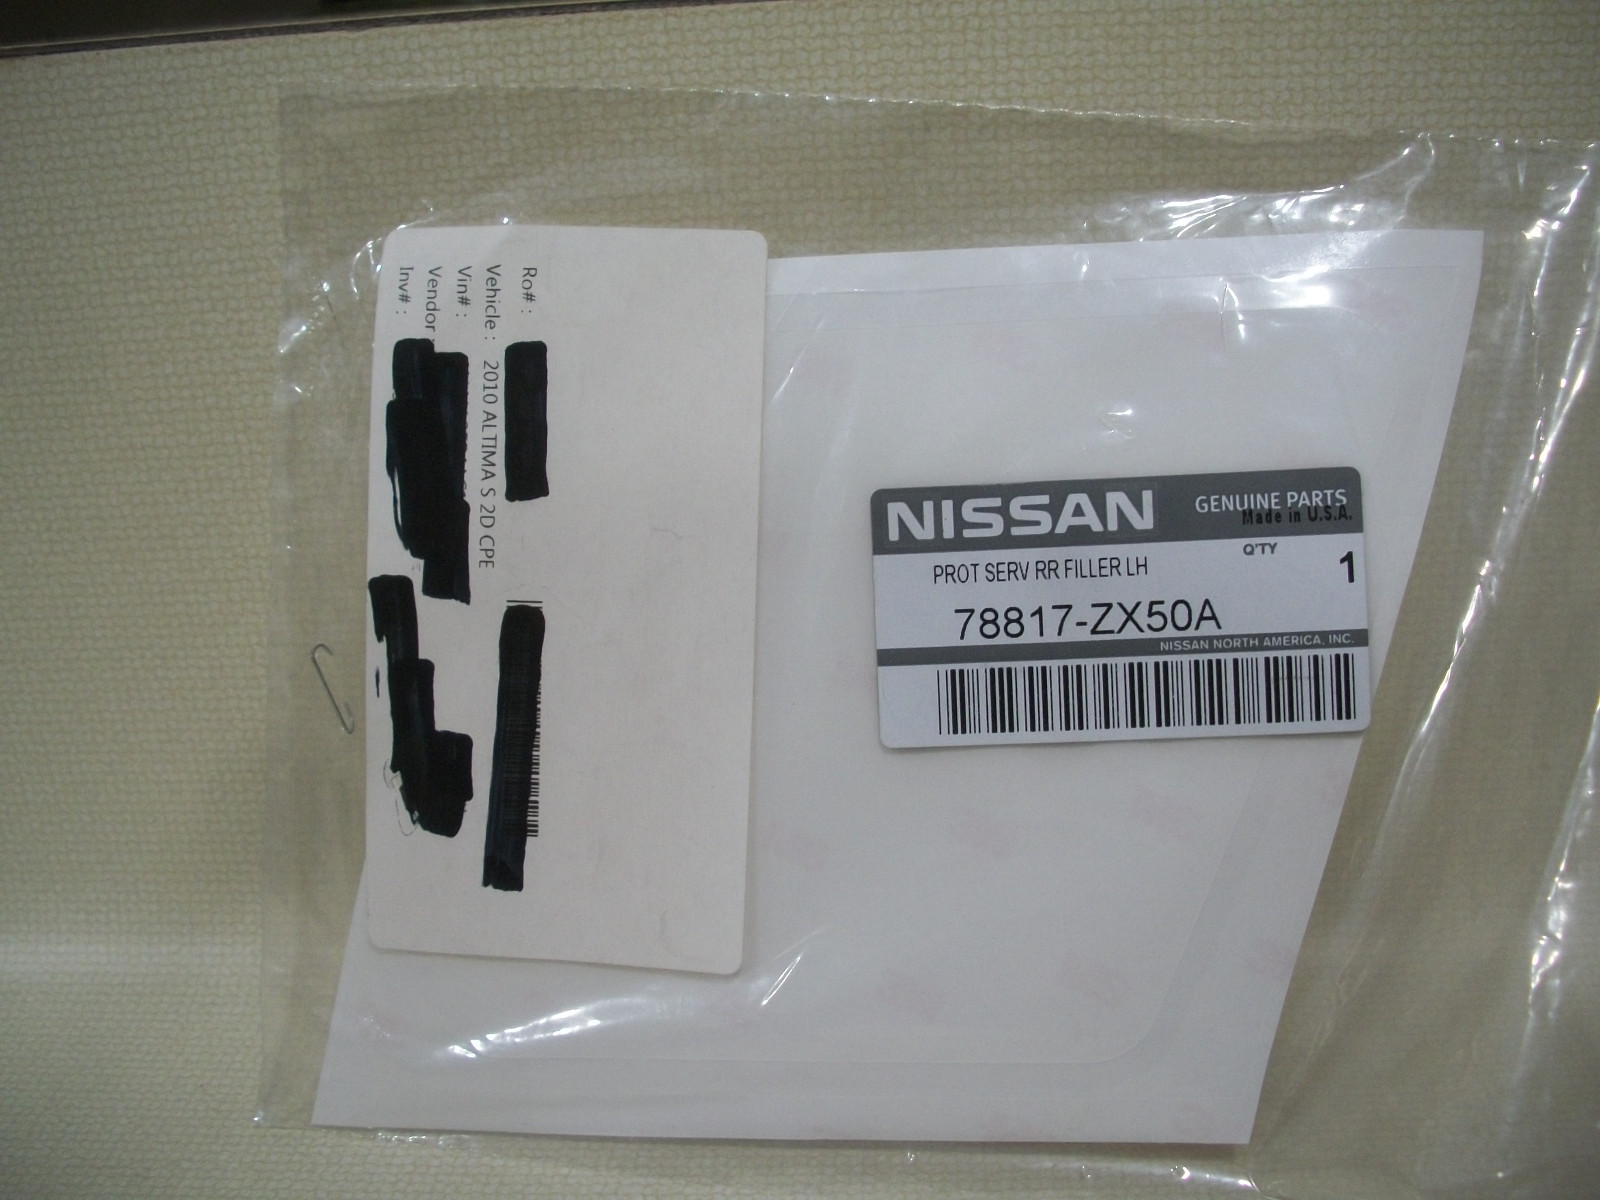 Ro# :
Vehicle : 2010 ALTIMA S 2D CPE
Vin# :
Vendor
Inv# :
NISSAN GENUINE PARTS
Made in U.S.A.
Q'TY
PROT SERV RR FILLER LH 1
78817-ZX50A
NISSAN NORTH AMERICA, INC.